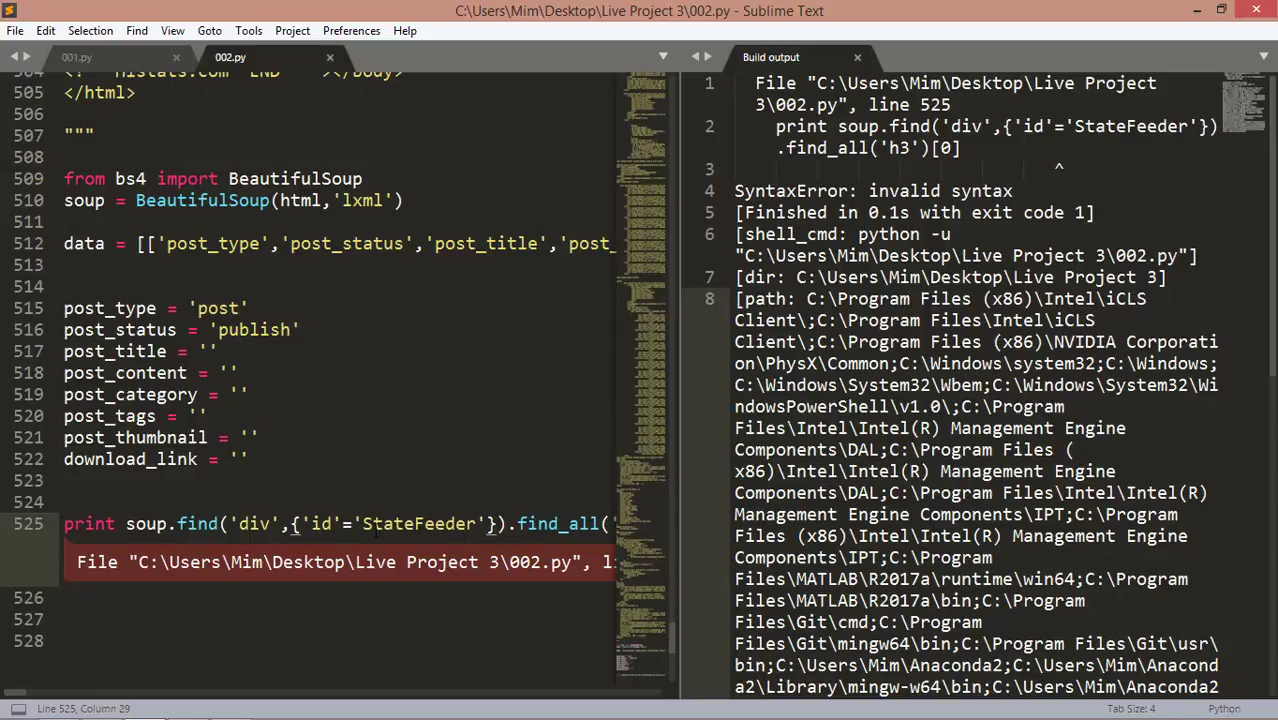 C:\Users\Mim\Desktop\Live Project 3\002.py - Sublime Text
File Edit Selection Find View Goto Tools Project Preferences Help
001.py × 002.py ×
505 </html>
506
507 """
508
509 from bs4 import BeautifulSoup
510 soup = BeautifulSoup(html,'lxml')
511
512 data = [['post_type','post_status','post_title','post_
513
514
515 post_type = 'post'
516 post_status = 'publish'
517 post_title = ''
518 post_content = ''
519 post_category = ''
520 post_tags = ''
521 post_thumbnail = ''
522 download_link = ''
523
524
525 print soup.find('div',{'id'='StateFeeder'}).find_all('
File "C:\Users\Mim\Desktop\Live Project 3\002.py", li
526
527
528
Build output ×
1 File "C:\Users\Mim\Desktop\Live Project
3\002.py", line 525
2 print soup.find('div',{'id'='StateFeeder'})
.find_all('h3')[0]
3 ^
4 SyntaxError: invalid syntax
5 [Finished in 0.1s with exit code 1]
6 [shell_cmd: python -u
"C:\Users\Mim\Desktop\Live Project 3\002.py"]
7 [dir: C:\Users\Mim\Desktop\Live Project 3]
8 [path: C:\Program Files (x86)\Intel\iCLS
Client\;C:\Program Files\Intel\iCLS
Client\;C:\Program Files (x86)\NVIDIA Corporati
on\PhysX\Common;C:\Windows\system32;C:\Windows;
C:\Windows\System32\Wbem;C:\Windows\System32\Wi
ndowsPowerShell\v1.0\;C:\Program
Files\Intel\Intel(R) Management Engine
Components\DAL;C:\Program Files (
x86)\Intel\Intel(R) Management Engine
Components\DAL;C:\Program Files\Intel\Intel(R)
Management Engine Components\IPT;C:\Program
Files (x86)\Intel\Intel(R) Management Engine
Components\IPT;C:\Program
Files\MATLAB\R2017a\runtime\win64;C:\Program
Files\MATLAB\R2017a\bin;C:\Program
Files\Git\cmd;C:\Program
Files\Git\mingw64\bin;C:\Program Files\Git\usr\
bin;C:\Users\Mim\Anaconda2;C:\Users\Mim\Anacond
a2\Library\mingw-w64\bin;C:\Users\Mim\Anaconda2
Line 525, Column 29
Tab Size: 4 Python